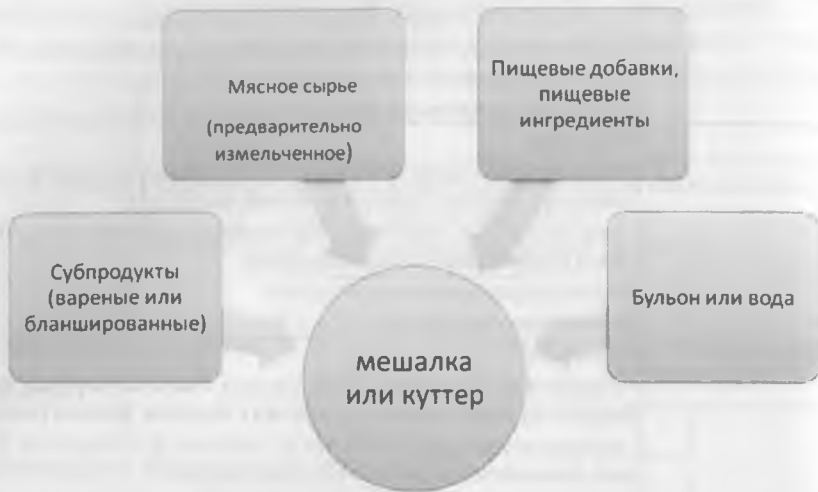 Мясное сырье
(предварительно
измельченное)
Пищевые добавки,
пищевые
ингредиенты
Субпродукты
(вареные или
бланшированные)
Бульон или вода
мешалка
или куттер